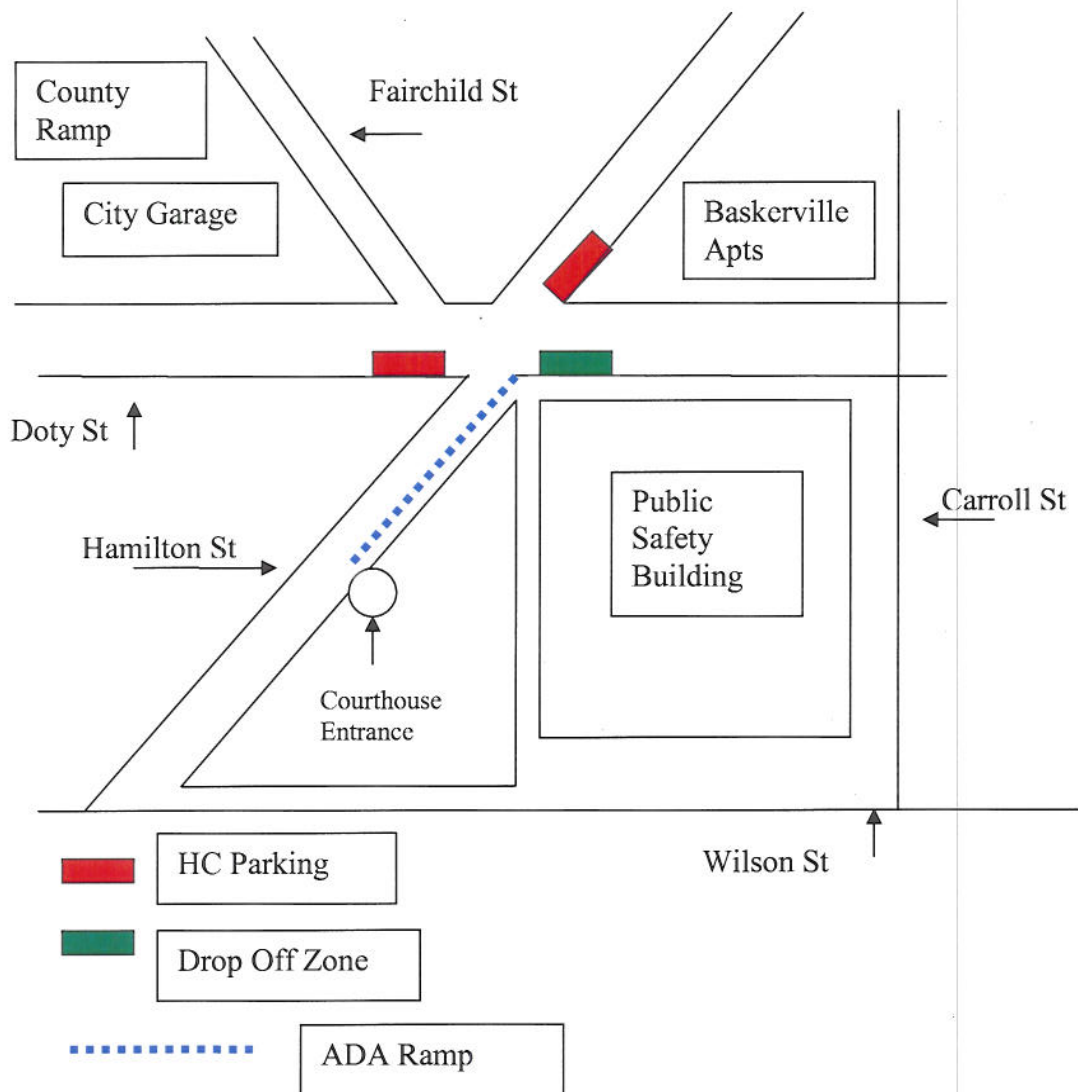 County
Ramp
Fairchild St
City Garage
Baskerville
Apts
Doty St
Public
Safety
Building
Carroll St
Hamilton St
Courthouse
Entrance
Wilson St
HC Parking
Drop Off Zone
ADA Ramp